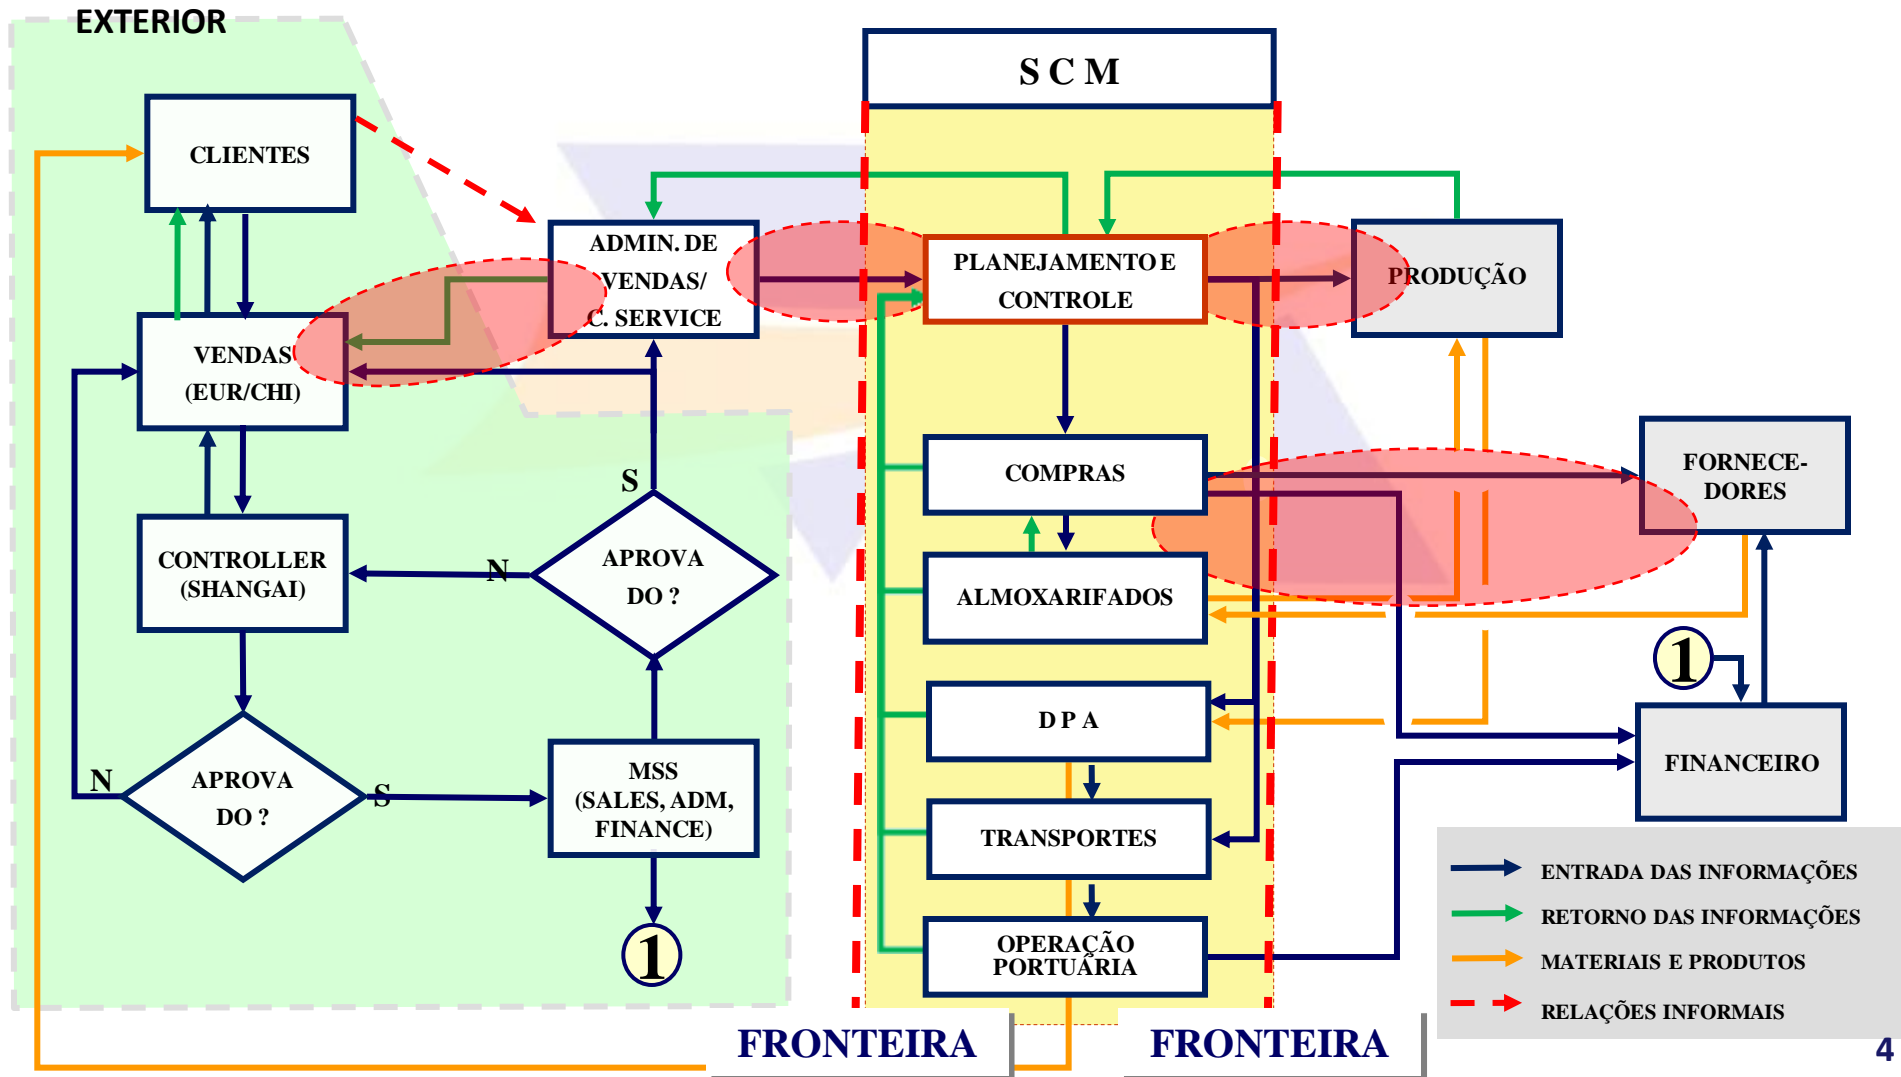 EXTERIOR
S C M
CLIENTES
ADMIN. DE
VENDAS/
C. SERVICE
PLANEJAMENTO E
CONTROLE
PRODUÇÃO
VENDAS
(EUR/CHI)
COMPRAS
FORNECE-
DORES
S
CONTROLLER
(SHANGAI)
N
APROVA
DO ?
ALMOXARIFADOS
1
D P A
FINANCEIRO
N
APROVA
DO ?
S
MSS
(SALES, ADM,
FINANCE)
TRANSPORTES
1
OPERAÇÃO
PORTUÁRIA
ENTRADA DAS INFORMAÇÕES
RETORNO DAS INFORMAÇÕES
MATERIAIS E PRODUTOS
RELAÇÕES INFORMAIS
FRONTEIRA
FRONTEIRA
4